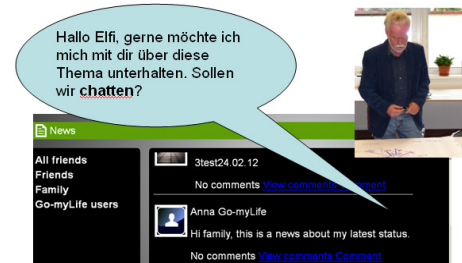 Hallo Elfi, gerne möchte ich
mich mit dir über diese
Thema unterhalten. Sollen
wir chatten?
News
All friends
Friends
Family
Go-myLife users
3test24.02.12
No comments View comments Comment
Anna Go-myLife
Hi family, this is a news about my latest status.
No comments View comments Comment